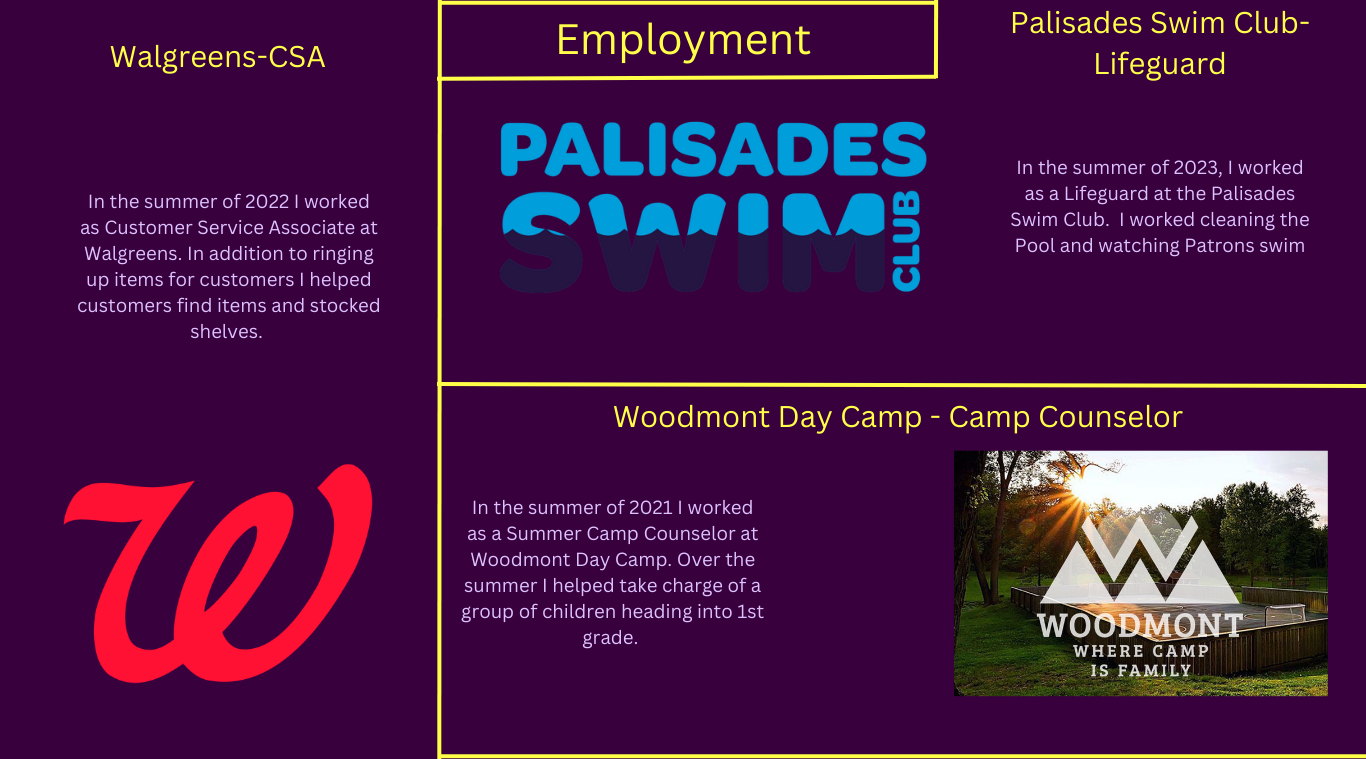 Walgreens-CSA
In the summer of 2022 I worked
as Customer Service Associate at
Walgreens. In addition to ringing
up items for customers I helped
customers find items and stocked
shelves.
Employment
PALISADES
SWIM
CLUB
Palisades Swim Club-
Lifeguard
In the summer of 2023, I worked
as a Lifeguard at the Palisades
Swim Club.  I worked cleaning the
Pool and watching Patrons swim
Woodmont Day Camp - Camp Counselor
In the summer of 2021 I worked
as a Summer Camp Counselor at
Woodmont Day Camp. Over the
summer I helped take charge of a
group of children heading into 1st
grade.
WOODMONT
WHERE CAMP
IS FAMILY